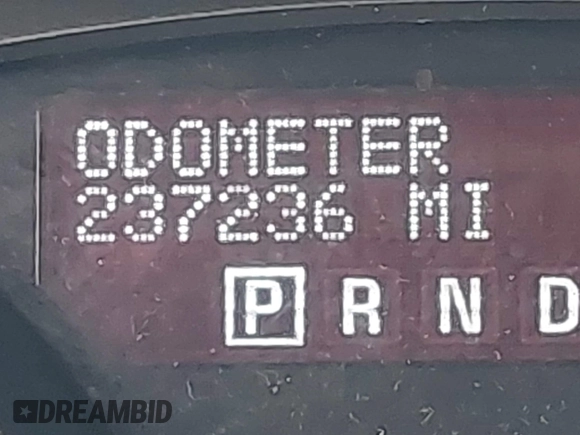 ODOMETER
237236 MI
P R N D
DREAMBID